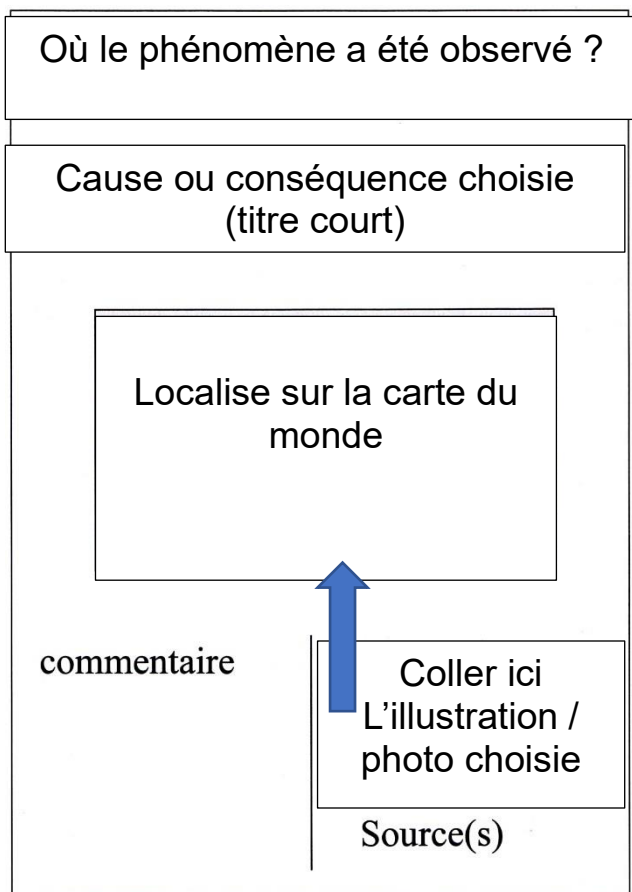 Où le phénomène a été observé ?
Cause ou conséquence choisie
(titre court)
Localise sur la carte du
monde
commentaire
Coller ici
L’illustration /
photo choisie
Source(s)